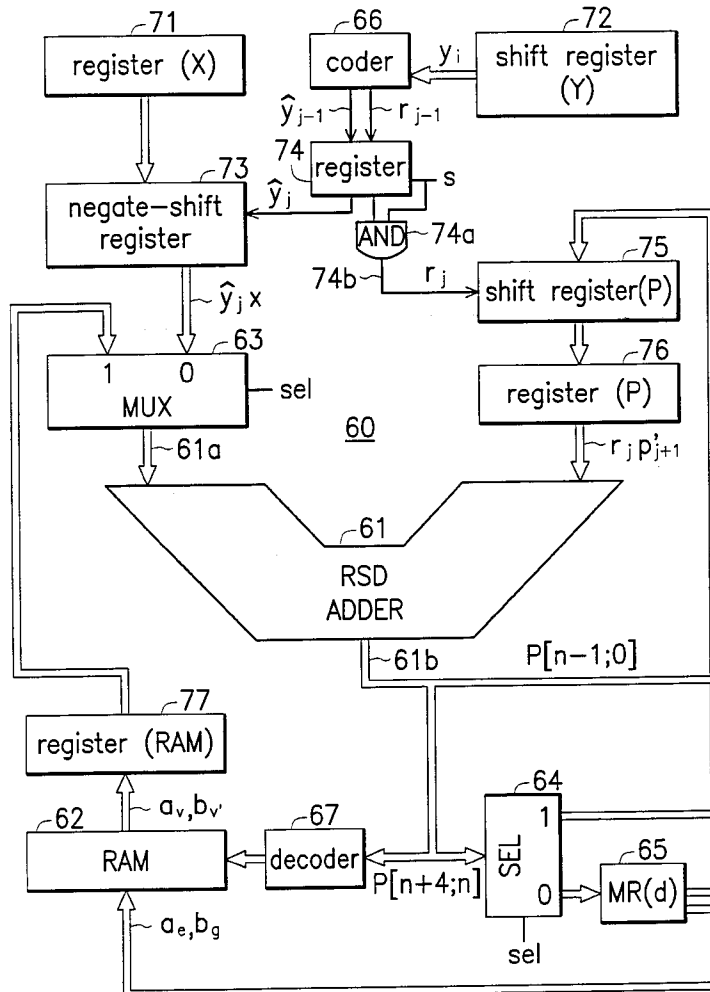 71
register (X)
66
coder
y_i
72
shift register
(Y)
ŷ_{j-1}
r_{j-1}
74
register
s
73
negate-shift
register
ŷ_j
AND
74a
74b
r_j
75
shift register(P)
ŷ_j x
63
1 0
MUX
sel
76
register (P)
61a
60
r_j p'_{j+1}
61
RSD
ADDER
61b
P[n-1;0]
77
register (RAM)
a_v,b_{v'}
62
RAM
67
decoder
P[n+4;n]
64
SEL
1
0
sel
65
MR(d)
a_e,b_g